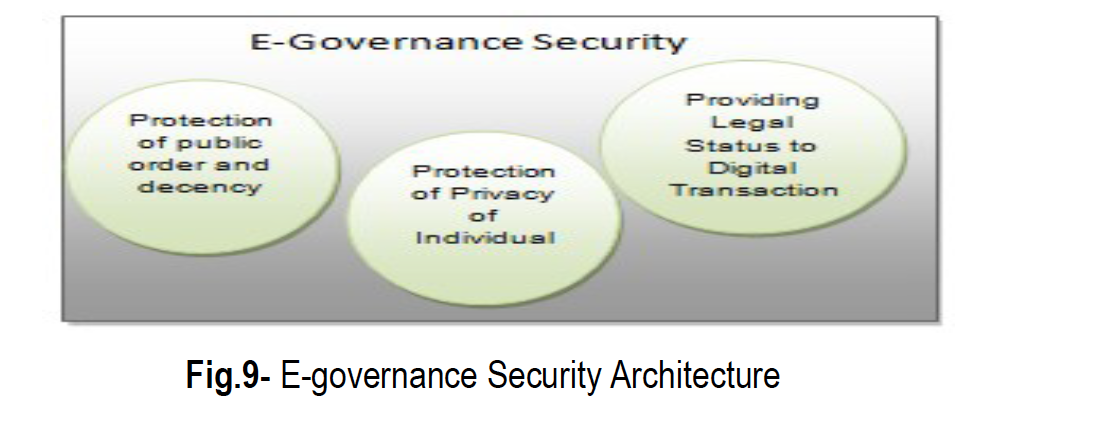 E-Governance Security
Protection
of public
order and
decency
Protection
of Privacy
of
Individual
Providing
Legal
Status to
Digital
Transaction
Fig.9- E-governance Security Architecture